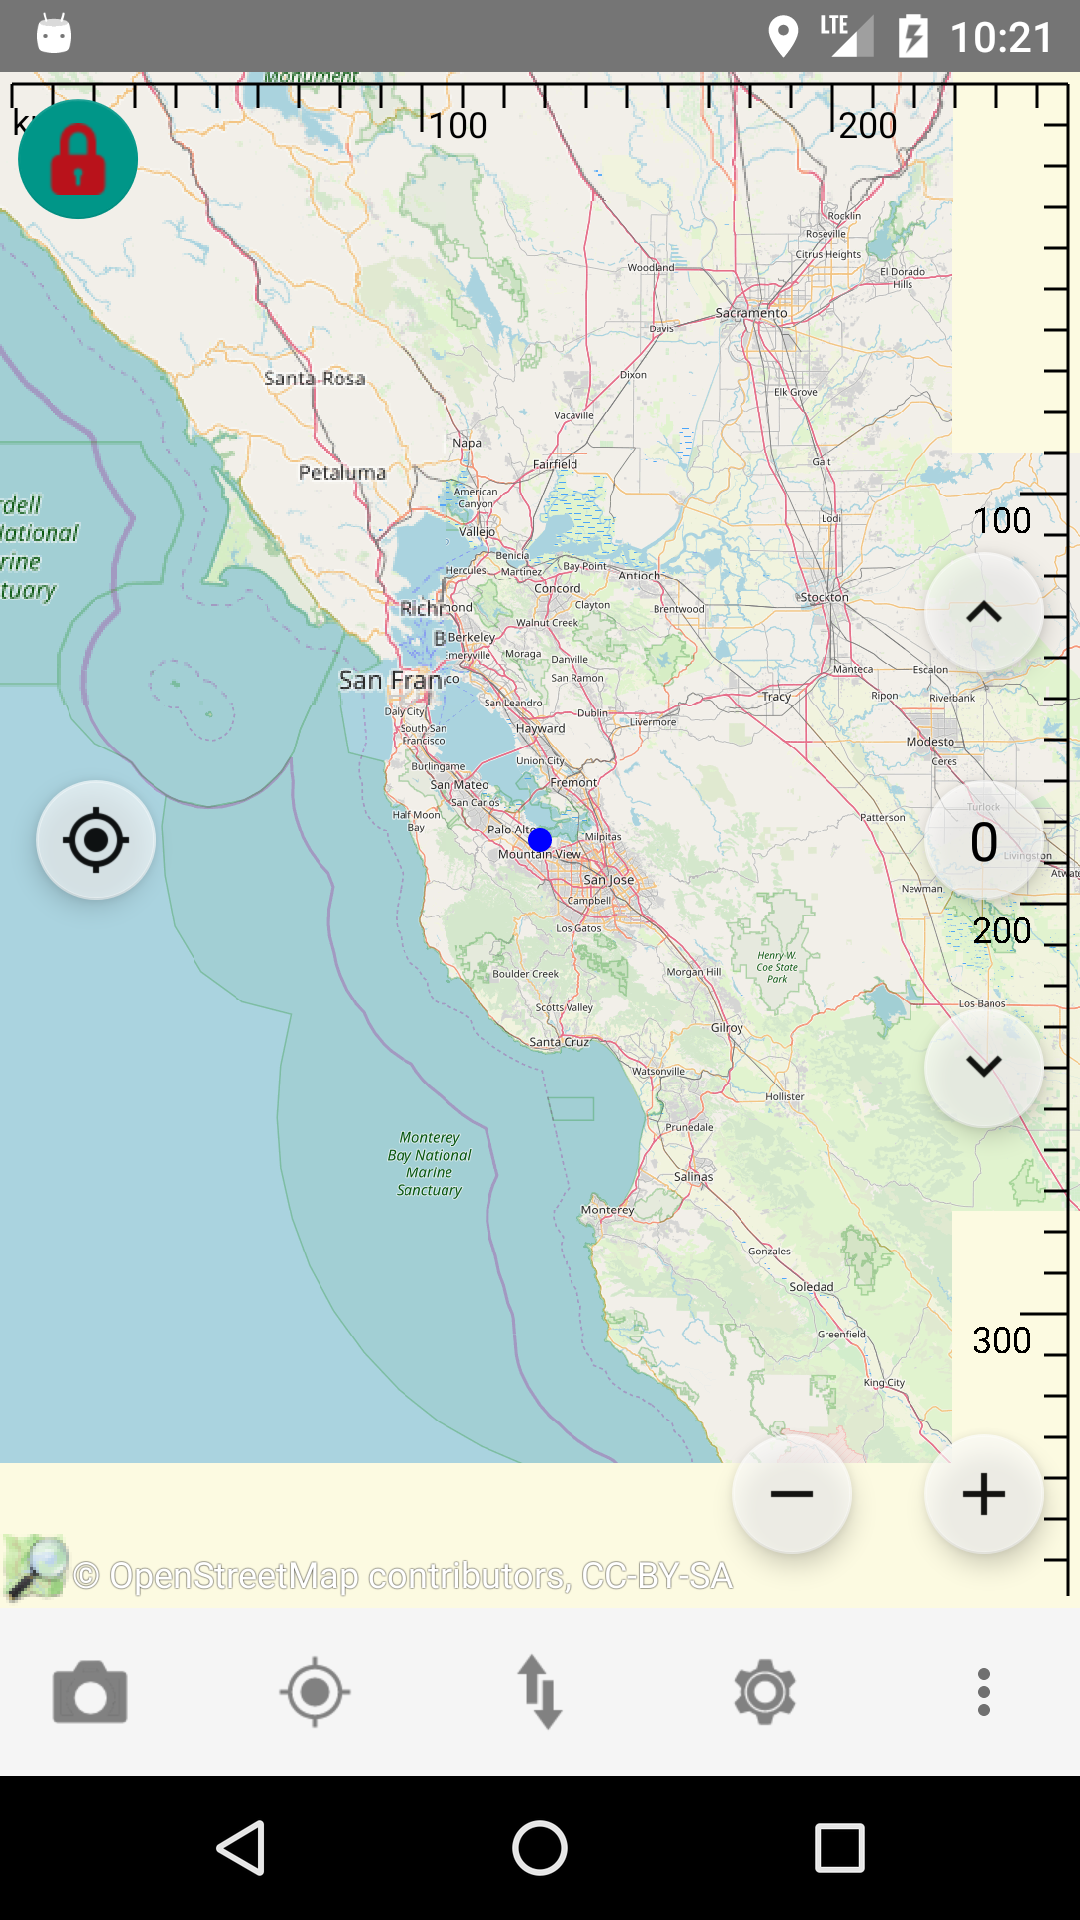 LTE 10:21
Monument
100
200
Rocklin
Roseville
Citrus Heights
Woodland
El Dorado
Hills
Sacramento
Davis
Santa Rosa
Dixon
Elk Grove
Vacaville
Napa
Petaluma
Fairfield
Galt
American
Canyon
rdell
National
rine
tuary
Lodi
100
Vallejo
Benicia
Hercules
Martinez
Bay Point
Antioch
Concord
Stockton
Richmond
Clayton
Brentwood
Walnut Creek
B
Berkeley
Emeryville
Moraga
Danville
Manteca
Escalon
San Francisco
San Ramon
Tracy
Ripon
Riverbank
San Leandro
Daly City
Dublin
Livermore
South San
Francisco
Hayward
Modesto
Ceres
Union City
Burlingame
San Mateo
Fremont
San Carlos
Turlock
Half Moon
Bay
Patterson
Palo Alto
Milpitas
0
Mountain View
Livingston
Atwate
San Jose
Newman
Campbell
Los Gatos
200
Henry W.
Coe State
Park
Boulder Creek
Morgan Hill
Scotts Valley
Los Banos
Gilroy
Santa Cruz
Watsonville
Hollister
Prunedale
Monterey
Bay National
Marine
Sanctuary
Salinas
Monterey
Gonzales
Soledad
Greenfield
300
King City
© OpenStreetMap contributors, CC-BY-SA